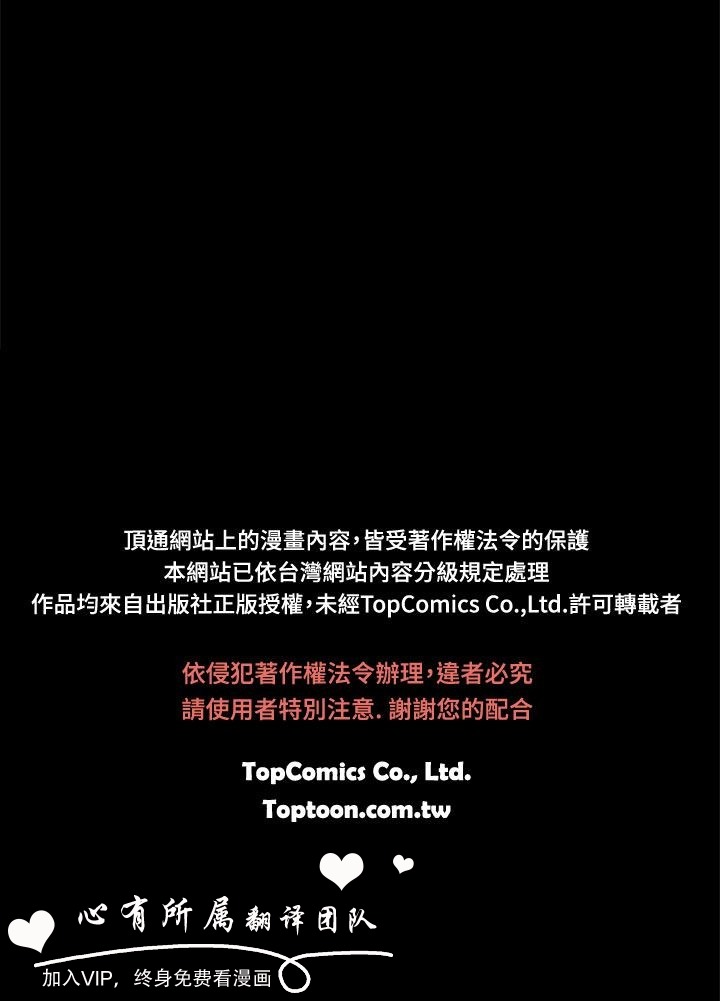 頂通網站上的漫畫內容，皆受著作權法令的保護
本網站已依台灣網站內容分級規定處理
作品均來自出版社正版授權，未經TopComics Co.,Ltd.許可轉載者
依侵犯著作權法令辦理，違者必究
請使用者特別注意. 謝謝您的配合
TopComics Co., Ltd.
Toptoon.com.tw
心有所属翻译团队
加入VIP，终身免费看漫画